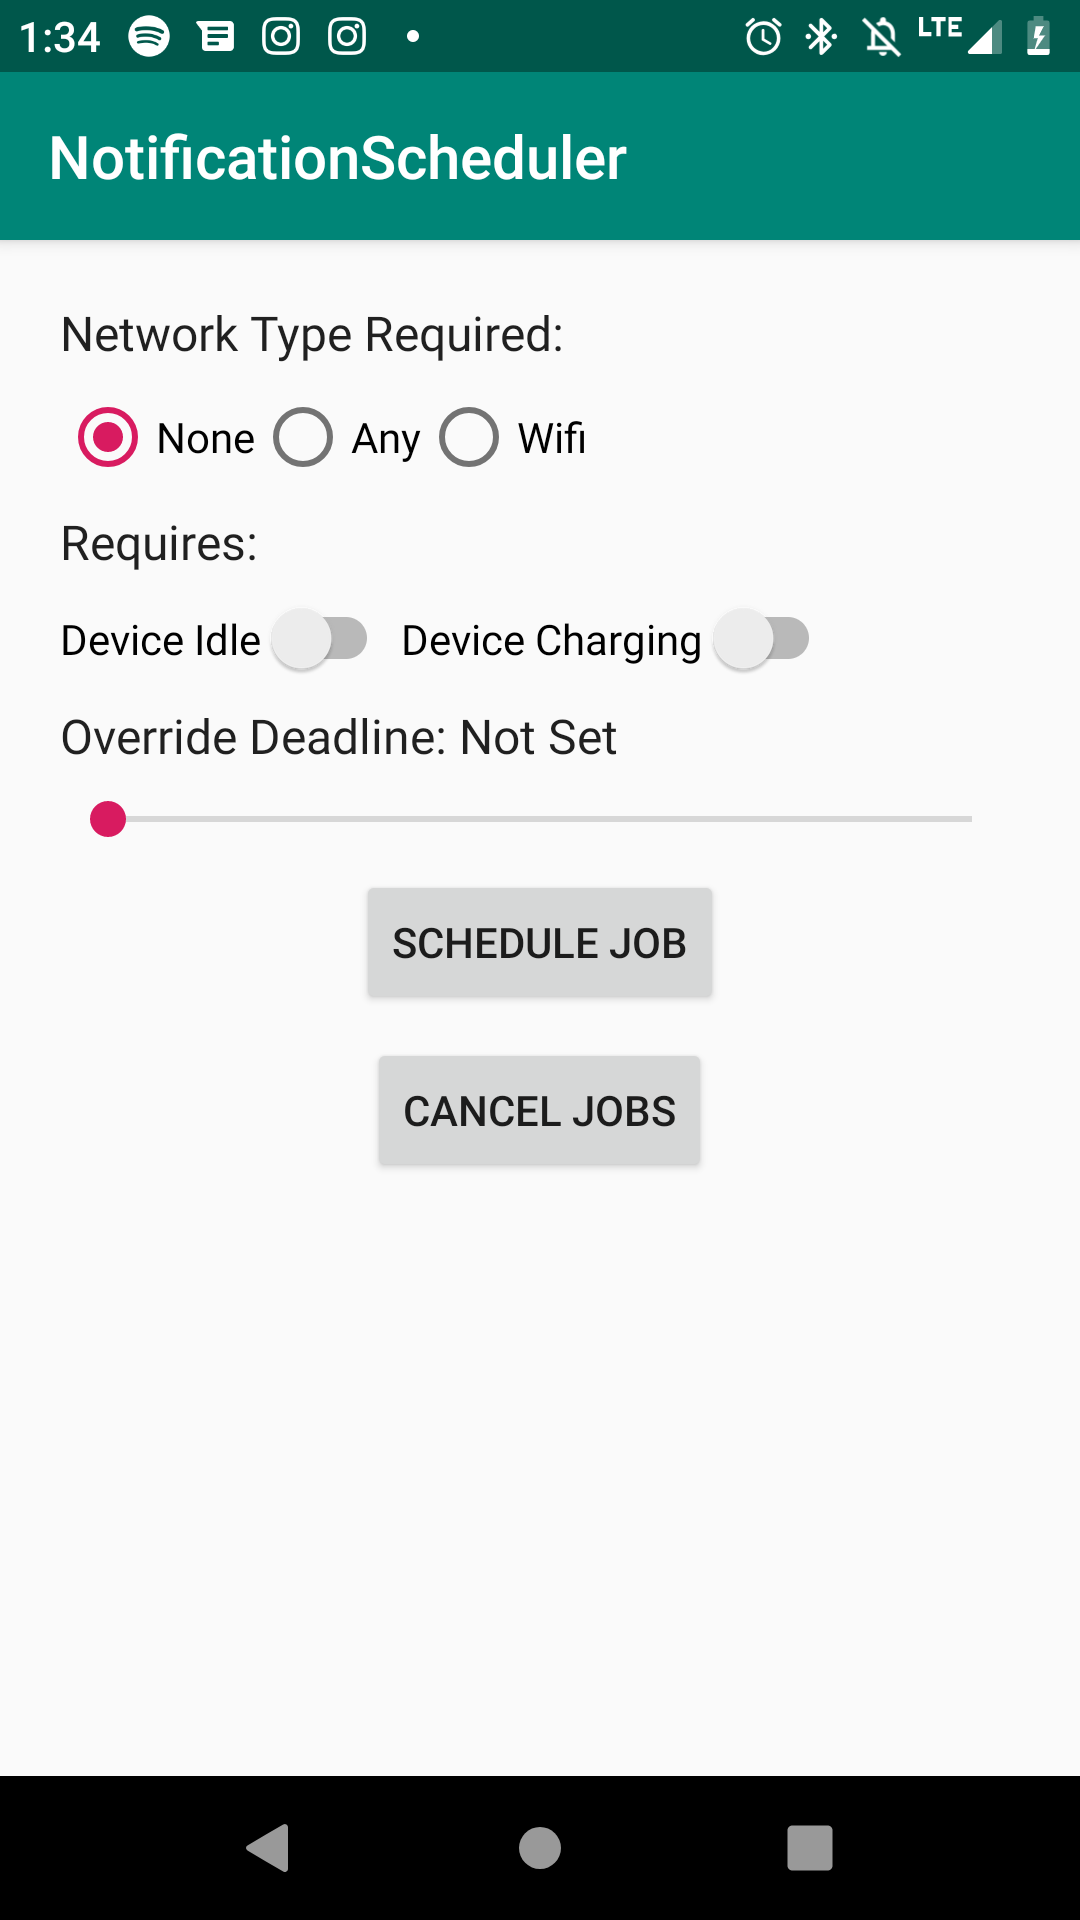 1:34 LTE
NotificationScheduler
Network Type Required:
None Any Wifi
Requires:
Device Idle Device Charging
Override Deadline: Not Set
SCHEDULE JOB
CANCEL JOBS